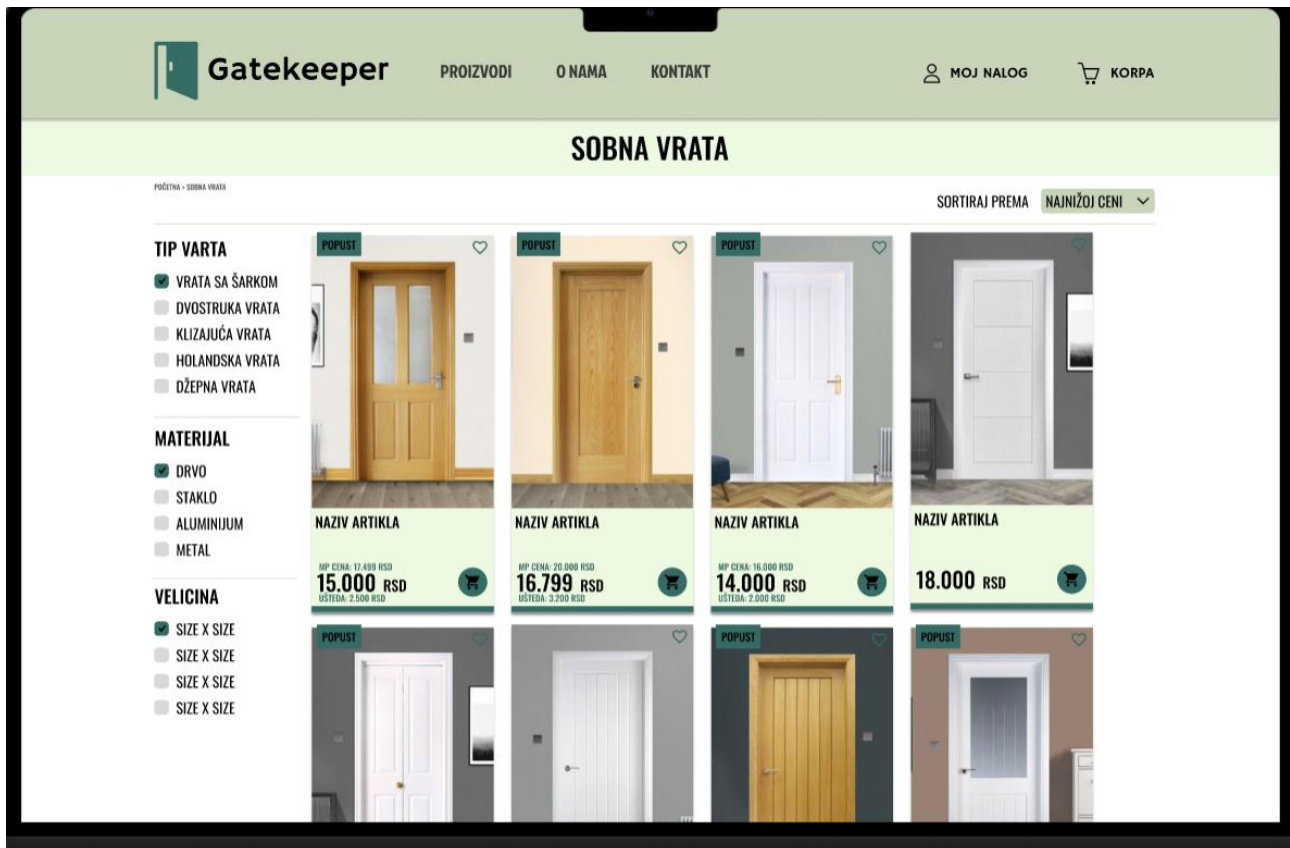 Gatekeeper
PROIZVODI O NAMA KONTAKT
MOJ NALOG KORPA
SOBNA VRATA
POČETNA > SOBNA VRATA
SORTIRAJ PREMA NAJNIŽOJ CENI
TIP VARTA
VRATA SA ŠARKOM
DVOSTRUKA VRATA
KLIZAJUĆA VRATA
HOLANDSKA VRATA
DŽEPNA VRATA
MATERIJAL
DRVO
STAKLO
ALUMINIJUM
METAL
VELICINA
SIZE X SIZE
SIZE X SIZE
SIZE X SIZE
SIZE X SIZE
POPUST
NAZIV ARTIKLA
MP CENA: 17.499 RSD
15.000 RSD
UŠTEDA: 2.500 RSD
POPUST
NAZIV ARTIKLA
MP CENA: 20.000 RSD
16.799 RSD
UŠTEDA: 3.200 RSD
POPUST
NAZIV ARTIKLA
MP CENA: 16.000 RSD
14.000 RSD
UŠTEDA: 2.000 RSD
NAZIV ARTIKLA
18.000 RSD
POPUST
POPUST
POPUST